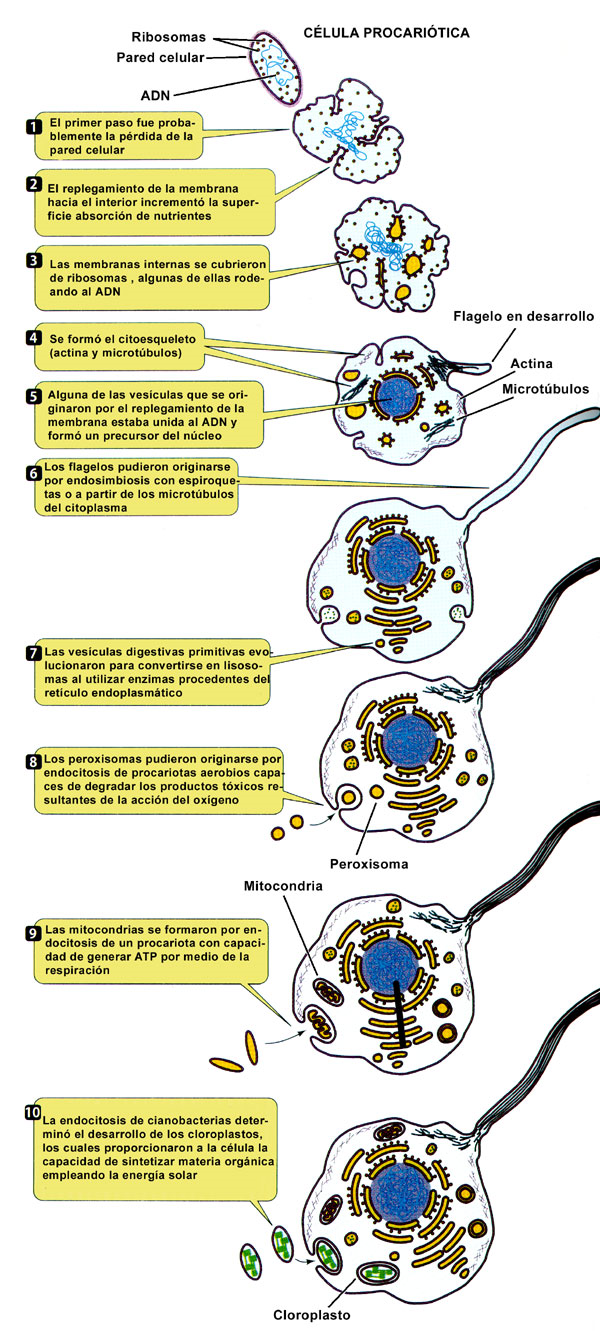 CÉLULA PROCARIÓTICA
Ribosomas
Pared celular
ADN
1
El primer paso fue proba-
blemente la pérdida de la
pared celular
2
El replegamiento de la membrana
hacia el interior incrementó la super-
ficie absorción de nutrientes
3
Las membranas internas se cubrieron
de ribosomas , algunas de ellas rode-
ando al ADN
Flagelo en desarrollo
4
Se formó el citoesqueleto
(actina y microtúbulos)
Actina
Microtúbulos
5
Alguna de las vesículas que se ori-
ginaron por el replegamiento de la
membrana estaba unida al ADN y
formó un precursor del núcleo
6
Los flagelos pudieron originarse
por endosimbiosis con espiroque-
tas o a partir de los microtúbulos
del citoplasma
7
Las vesículas digestivas primitivas evo-
lucionaron para convertirse en lisoso-
mas al utilizar enzimas procedentes del
retículo endoplasmático
8
Los peroxisomas pudieron originarse por
endocitosis de procariotas aerobios capa-
ces de degradar los productos tóxicos re-
sultantes de la acción del oxígeno
Peroxisoma
Mitocondria
9
Las mitocondrias se formaron por en-
docitosis de un procariota con capaci-
dad de generar ATP por medio de la
respiración
10
La endocitosis de cianobacterias deter-
minó el desarrollo de los cloroplastos,
los cuales proporcionaron a la célula la
capacidad de sintetizar materia orgánica
empleando la energía solar
Cloroplasto